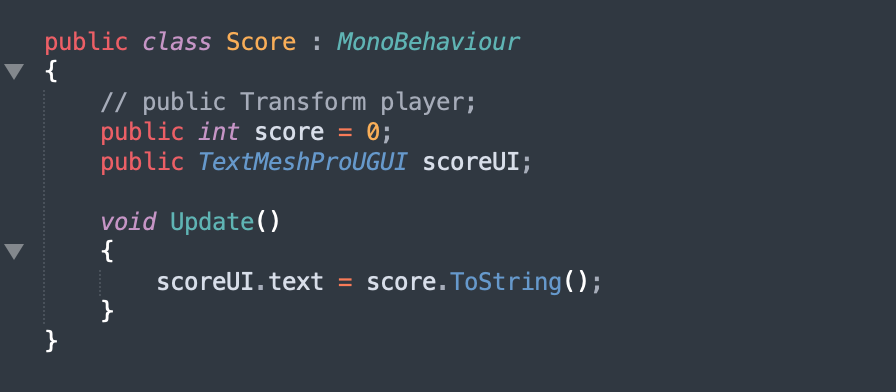 public class Score : MonoBehaviour
{
// public Transform player;
public int score = 0;
public TextMeshProUGUI scoreUI;
void Update()
{
scoreUI.text = score.ToString();
}
}